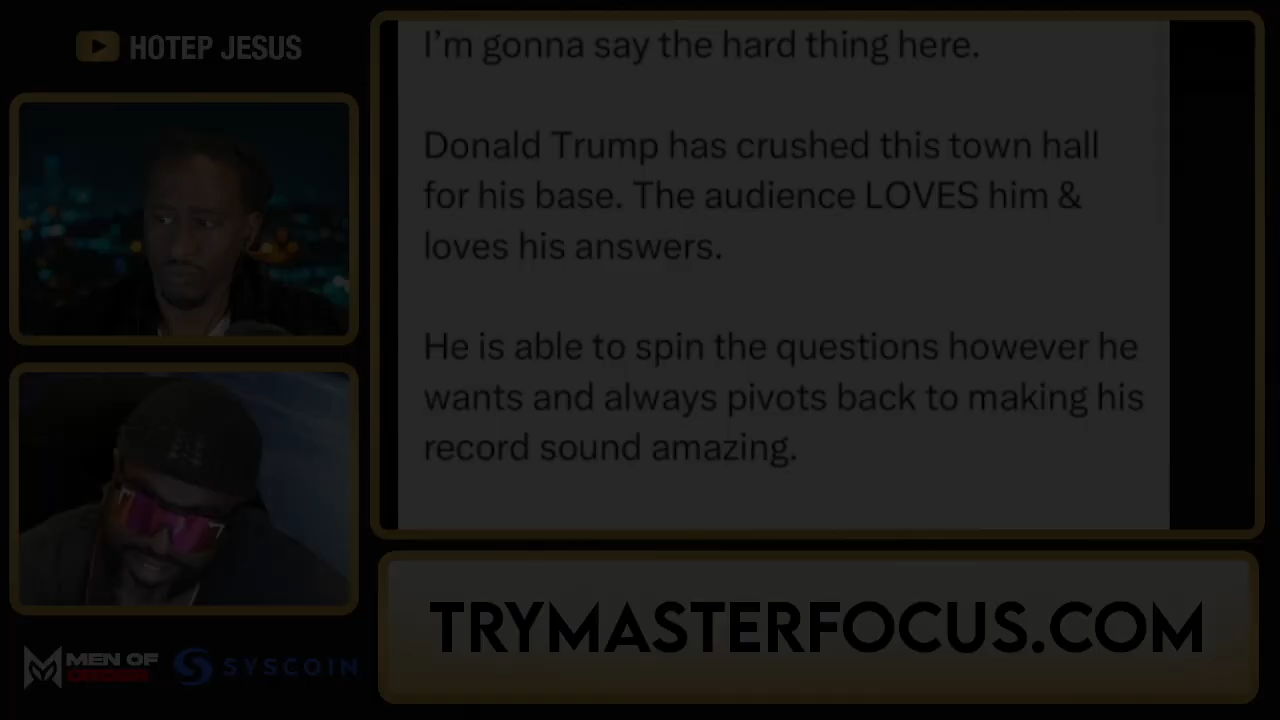 HOTEP JESUS
I'm gonna say the hard thing here.
Donald Trump has crushed this town hall
for his base. The audience LOVES him &
loves his answers.
He is able to spin the questions however he
wants and always pivots back to making his
record sound amazing.
TRYMASTERFOCUS.COM
MEN OF
ORDER
SYSCOIN